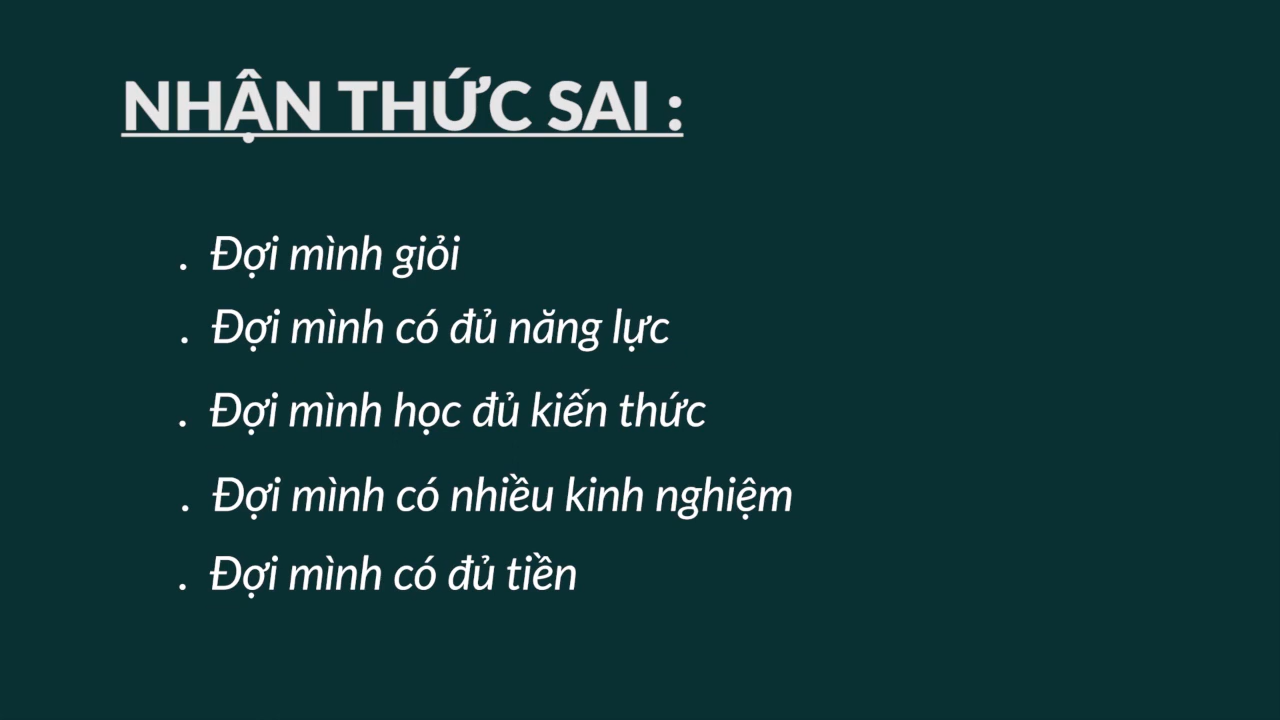 NHẬN THỨC SAI :
. Đợi mình giỏi
. Đợi mình có đủ năng lực
. Đợi mình học đủ kiến thức
. Đợi mình có nhiều kinh nghiệm
. Đợi mình có đủ tiền